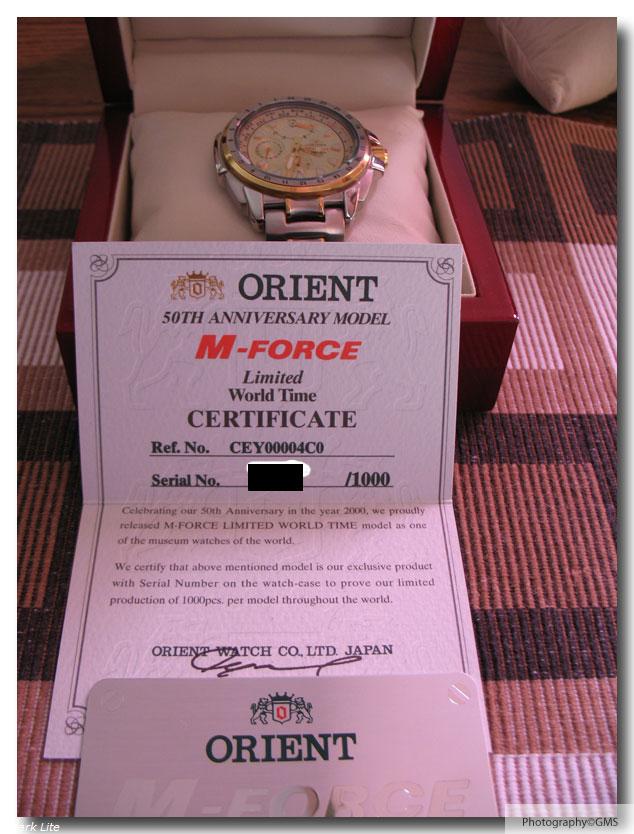 ORIENT
50TH ANNIVERSARY MODEL
M-FORCE
Limited
World Time
CERTIFICATE
Ref. No. CEY00004C0
Serial No. /1000
Celebrating our 50th Anniversary in the year 2000, we proudly
released M-FORCE LIMITED WORLD TIME model as one
of the museum watches of the world.
We certify that above mentioned model is our exclusive product
with Serial Number on the watch-case to prove our limited
production of 1000pcs. per model throughout the world.
ORIENT WATCH CO., LTD. JAPAN
ORIENT
M-FORCE
Photography©GMS